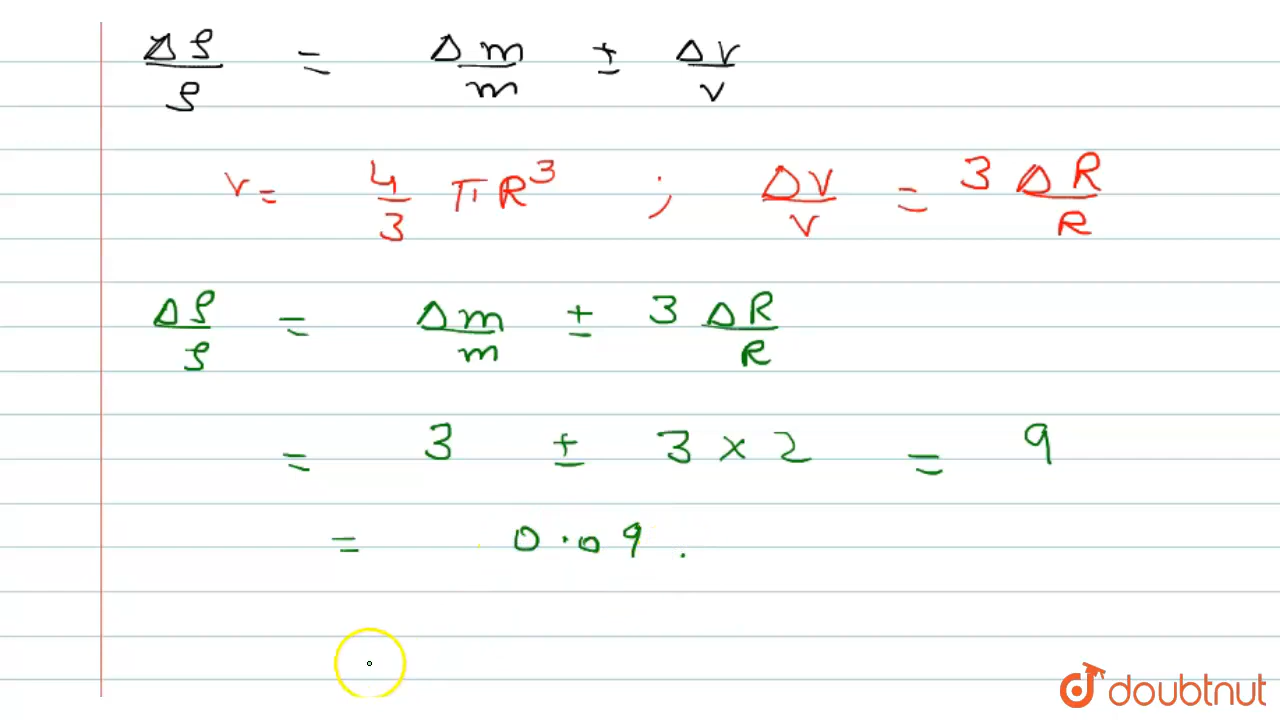 Δρ/ρ = Δm/m ± Δv/v
v = 4/3 πR³ ; Δv/v = 3 ΔR/R
Δρ/ρ = Δm/m ± 3 ΔR/R
= 3 ± 3 × 2 = 9
= 0.09.
doubtnut